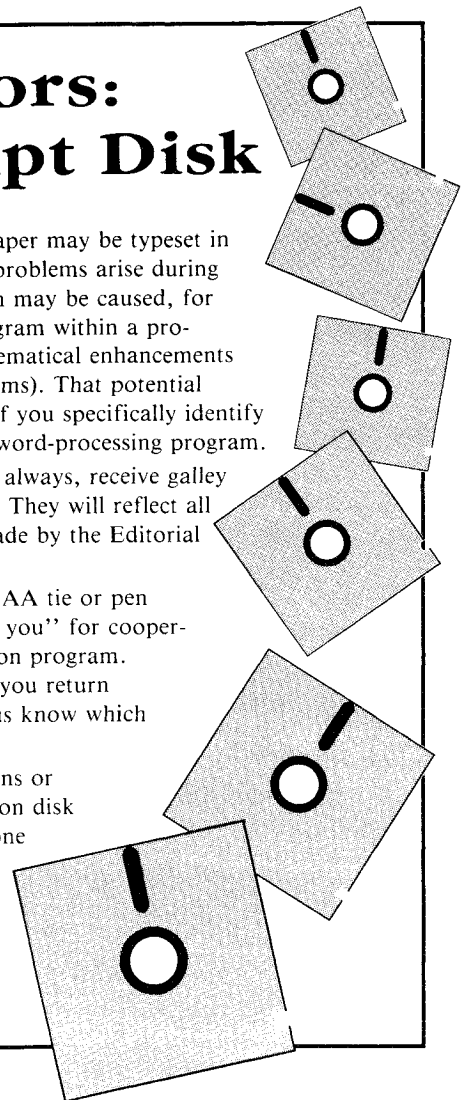 ors:
pt Disk
aper may be typeset in
problems arise during
n may be caused, for
gram within a pro-
ematical enhancements
ms). That potential
f you specifically identify
word-processing program.
always, receive galley
They will reflect all
ade by the Editorial
AA tie or pen
you” for cooper-
on program.
you return
us know which
ns or
on disk
one